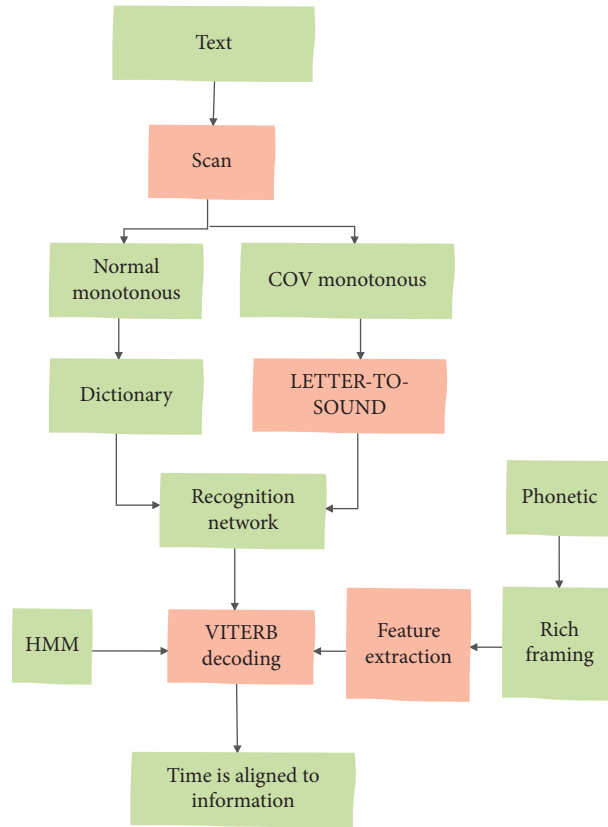 Text
Scan
Normal
monotonous
COV monotonous
Dictionary
LETTER-TO-
SOUND
Recognition
network
Phonetic
HMM
VITERB
decoding
Feature
extraction
Rich
framing
Time is aligned to
information